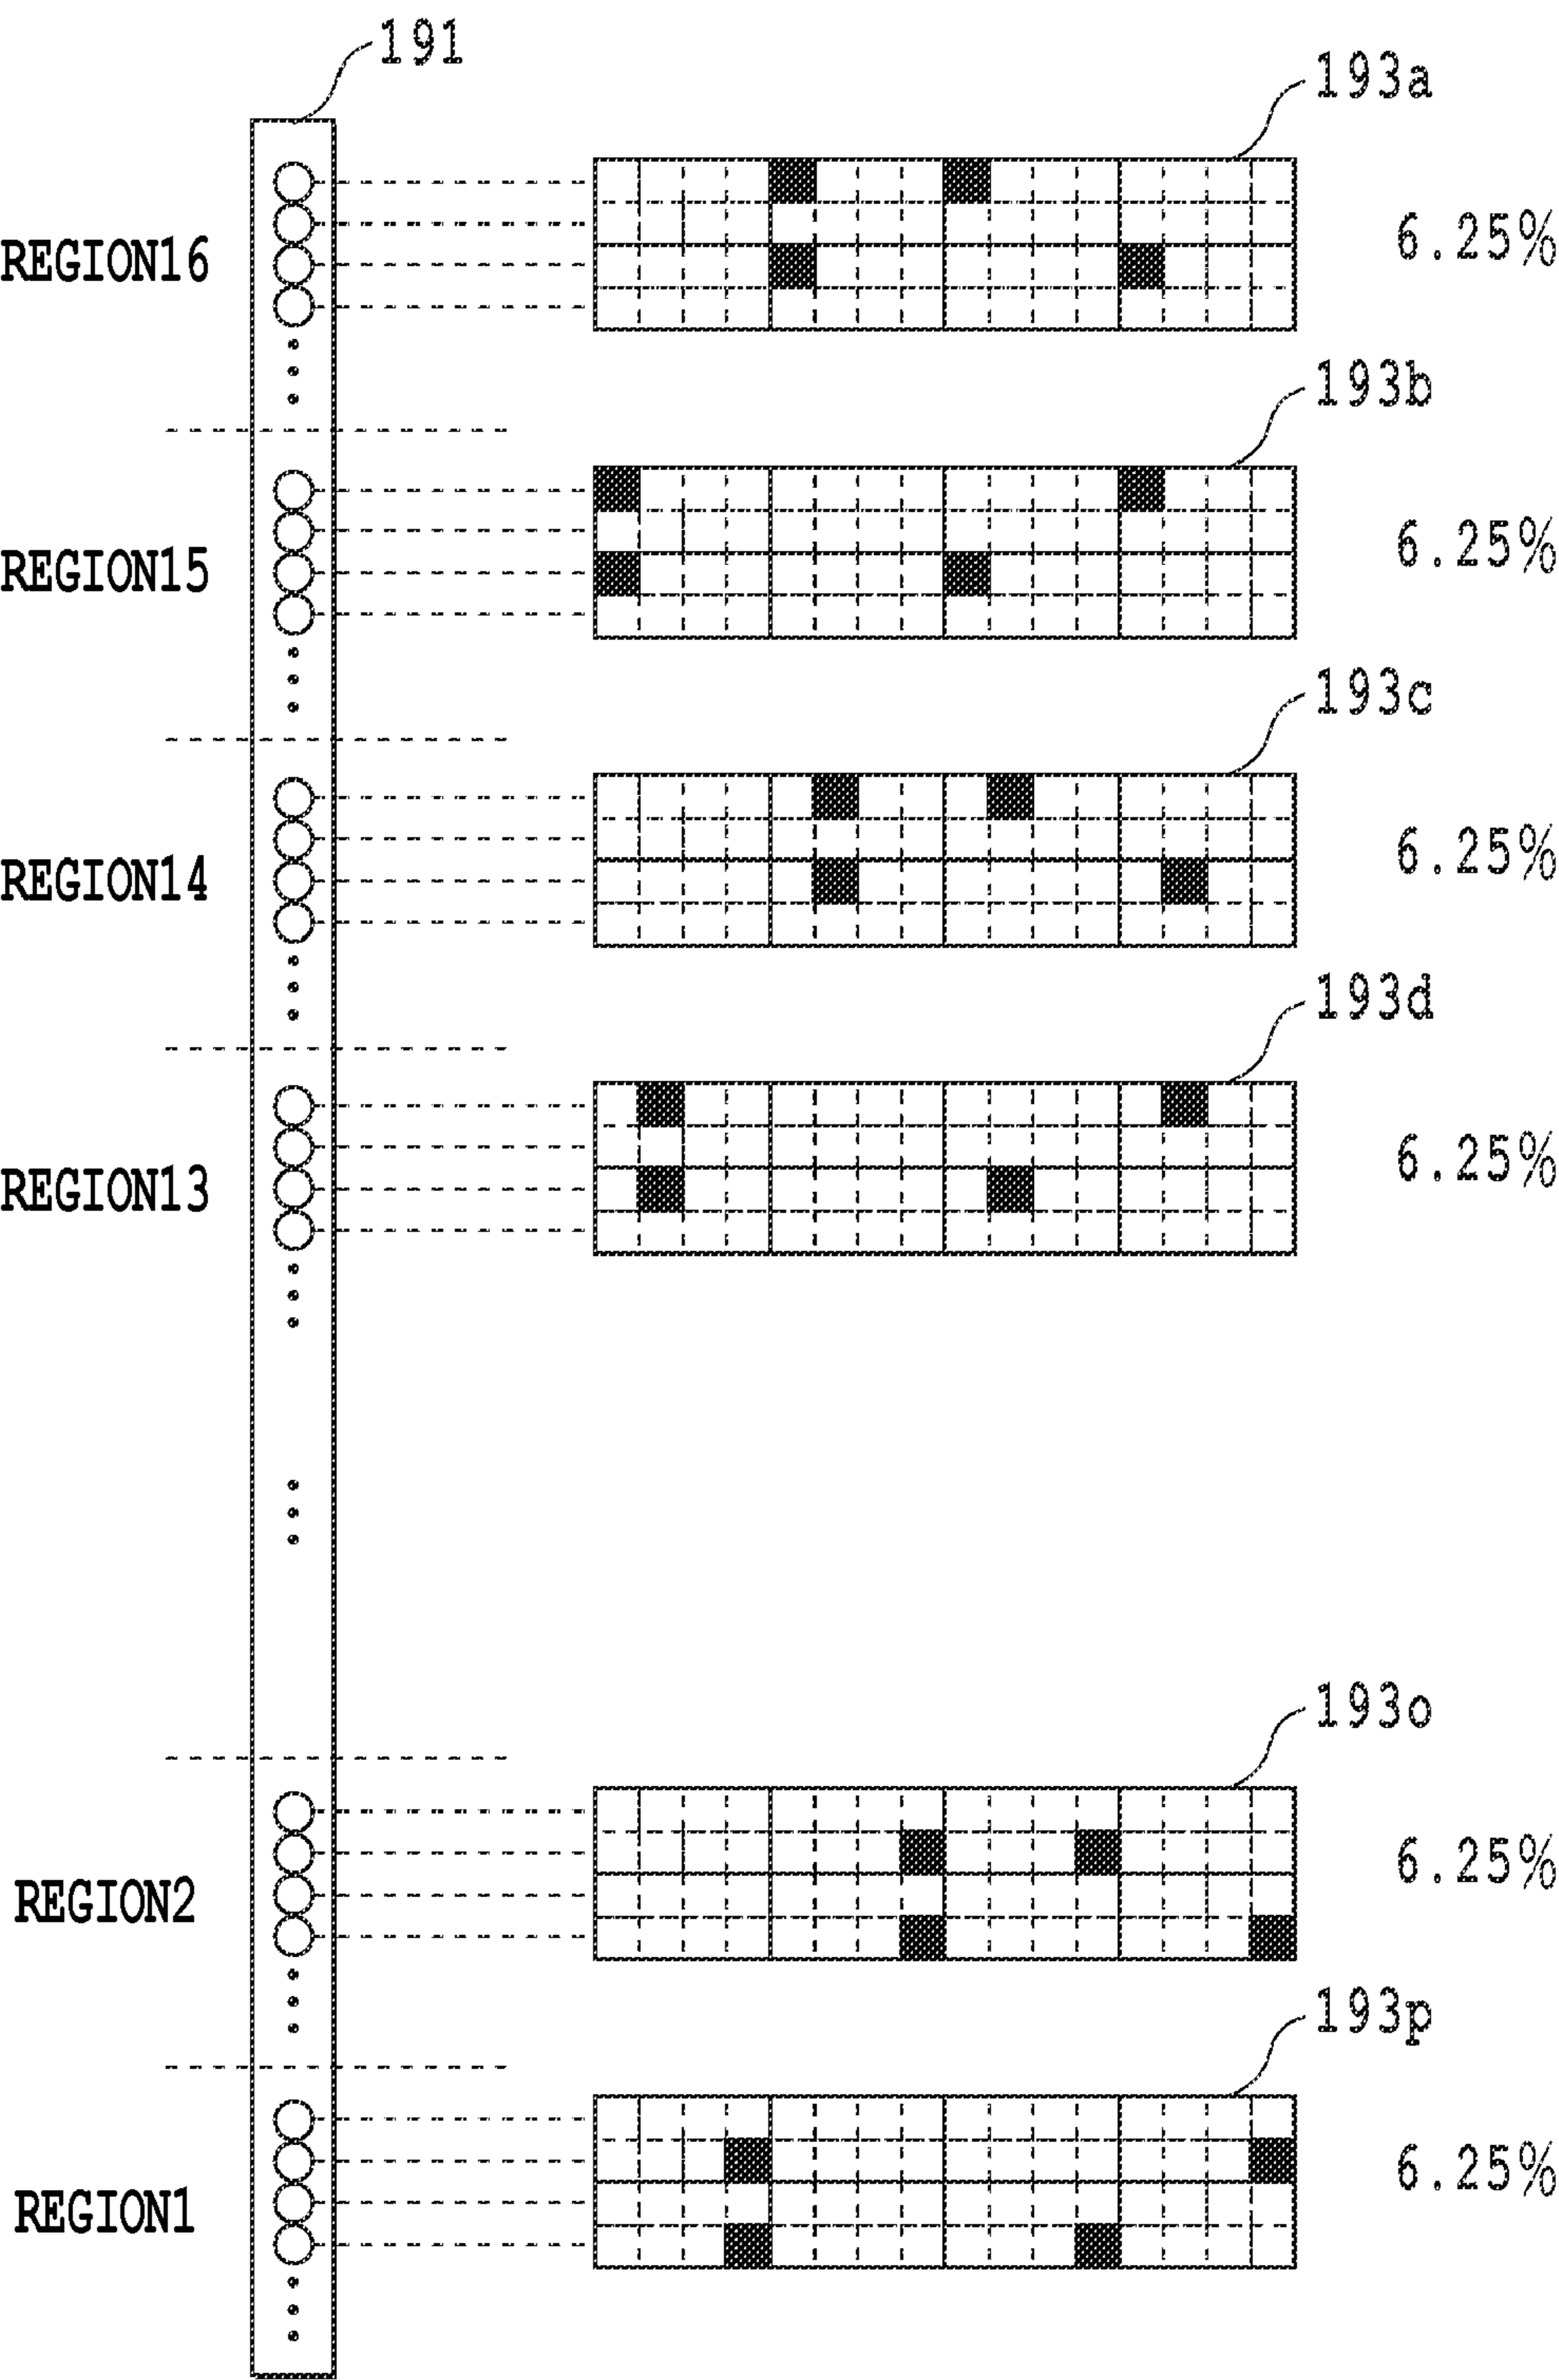 191
193a
REGION16
6.25%
193b
REGION15
6.25%
193c
REGION14
6.25%
193d
REGION13
6.25%
193o
REGION2
6.25%
193p
REGION1
6.25%